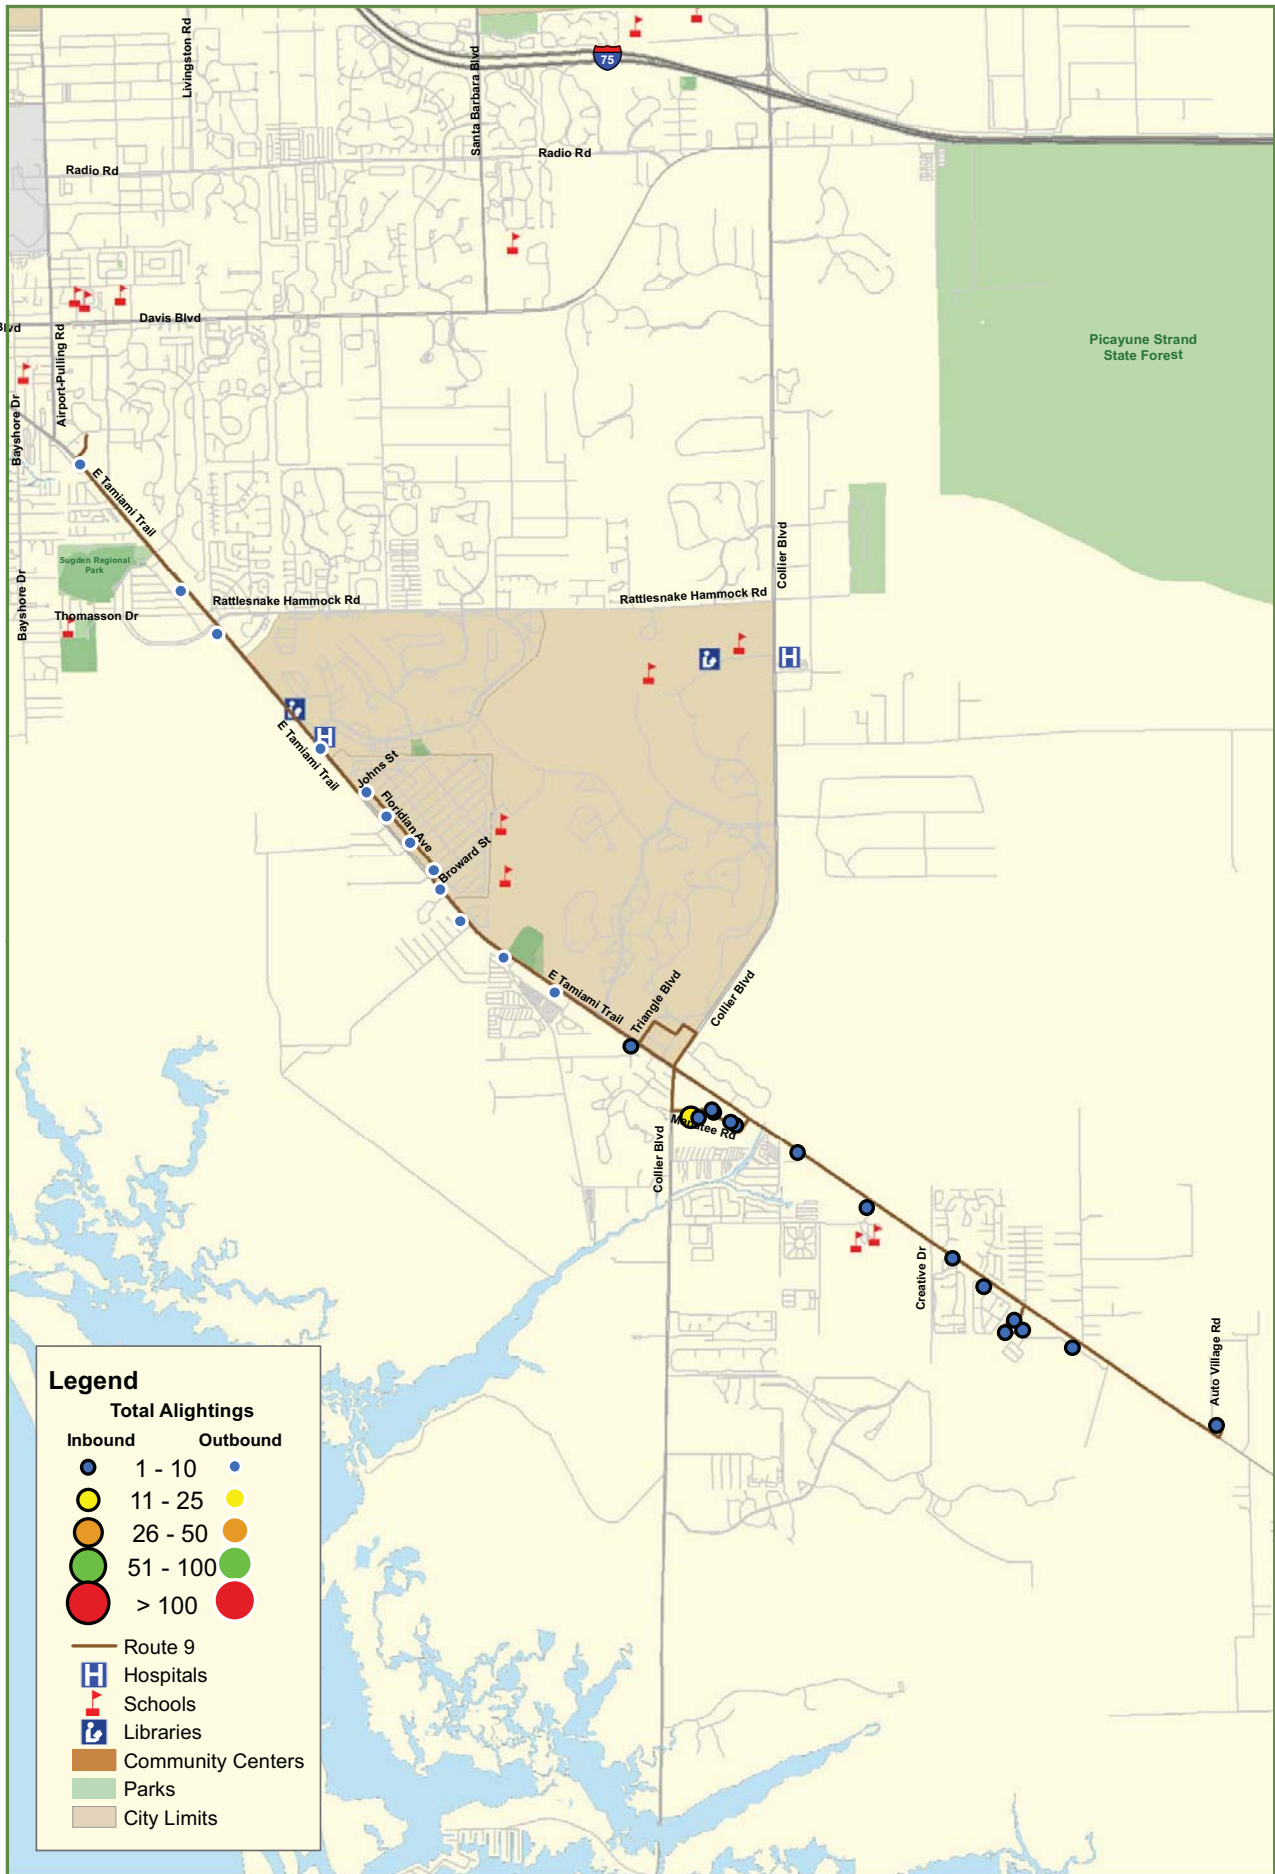 Livingston Rd
Santa Barbara Blvd
75
Radio Rd
Radio Rd
Davis Blvd
Blvd
Airport-Pulling Rd
Bayshore Dr
Picayune Strand
State Forest
E Tamiami Trail
Collier Blvd
Sugden Regional
Park
Bayshore Dr
Thomasson Dr
Rattlesnake Hammock Rd
Rattlesnake Hammock Rd
H
H
E Tamiami Trail
Johns St
Floridian Ave
Broward St
E Tamiami Trail
Triangle Blvd
Collier Blvd
Manatee Rd
Collier Blvd
Creative Dr
Auto Village Rd
Legend
Total Alightings
Inbound Outbound
1 - 10
11 - 25
26 - 50
51 - 100
> 100
Route 9
H Hospitals
Schools
Libraries
Community Centers
Parks
City Limits